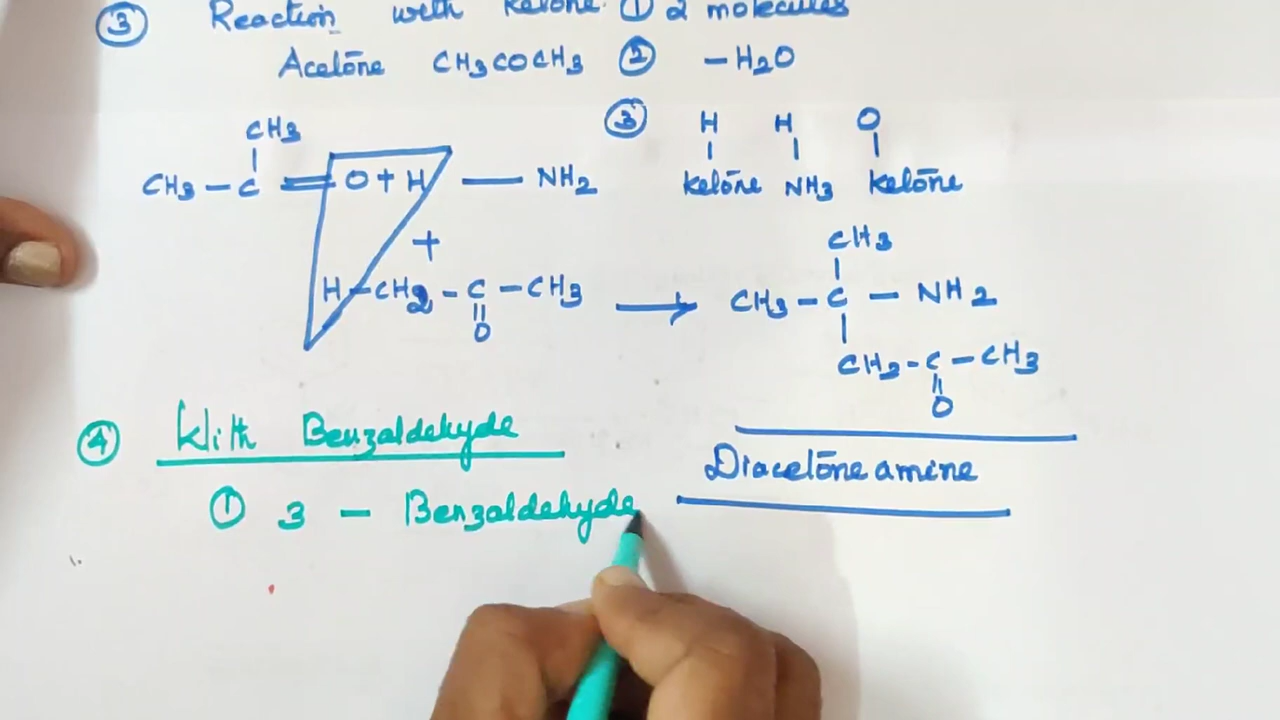 ③ Reaction with Ketone. ① 2 molecules
Acetone CH3COCH3 ② – H2O
③ H H O
Ketone NH3 Ketone
CH3
CH3 – C = O + H — NH2
+
H – CH2 – C – CH3 →
O
CH3
CH3 – C – NH2
CH2 – C – CH3
O
Diacetone amine
④ With Benzaldehyde
① 3 – Benzaldehyde